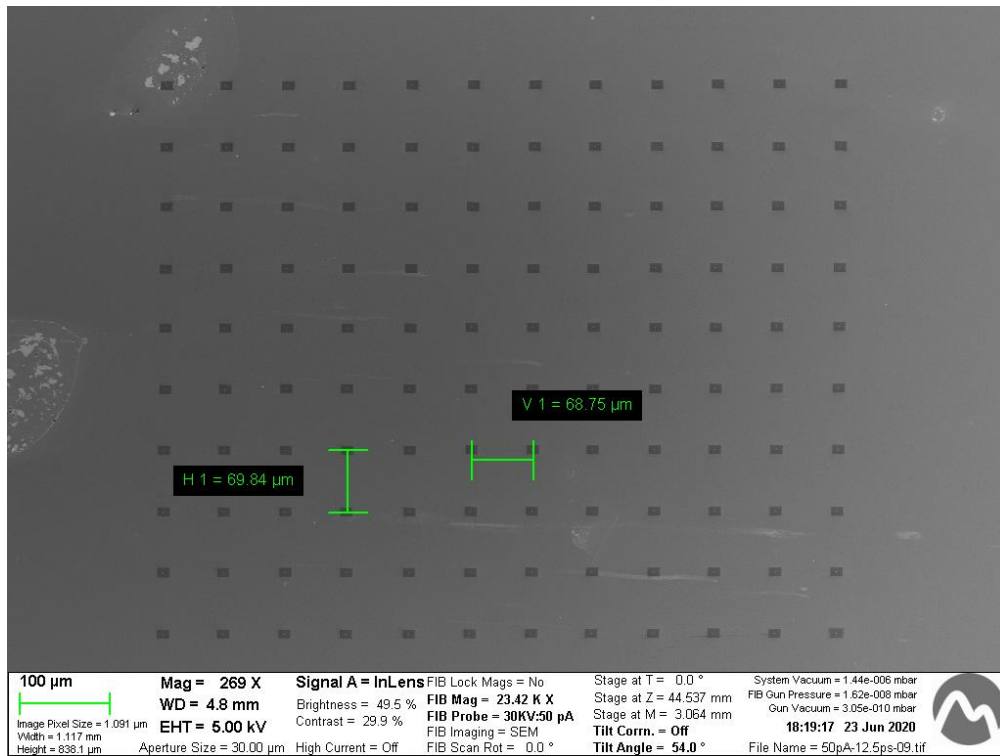 V 1 = 68.75 µm
H 1 = 69.84 µm
100 µm
Image Pixel Size = 1.091 µm
Width = 1.117 mm
Height = 838.1 µm
Mag = 269 X
WD = 4.8 mm
EHT = 5.00 kV
Aperture Size = 30.00 µm
Signal A = InLens
Brightness = 49.5 %
Contrast = 29.9 %
High Current = Off
FIB Lock Mags = No
FIB Mag = 23.42 K X
FIB Probe = 30KV:50 pA
FIB Imaging = SEM
FIB Scan Rot = 0.0 °
Stage at T = 0.0 °
Stage at Z = 44.537 mm
Stage at M = 3.064 mm
Tilt Corrn. = Off
Tilt Angle = 54.0 °
System Vacuum = 1.44e-006 mbar
FIB Gun Pressure = 1.62e-008 mbar
Gun Vacuum = 3.05e-010 mbar
18:19:17 23 Jun 2020
File Name = 50pA-12.5ps-09.tif